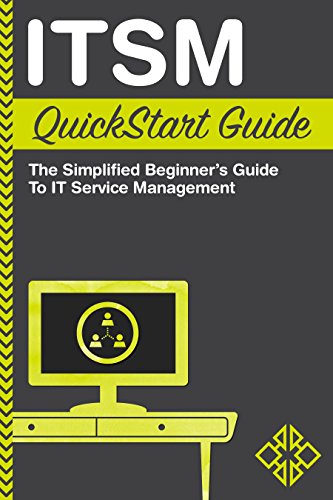 ITSM
QuickStart Guide
The Simplified Beginner's Guide
To IT Service Management